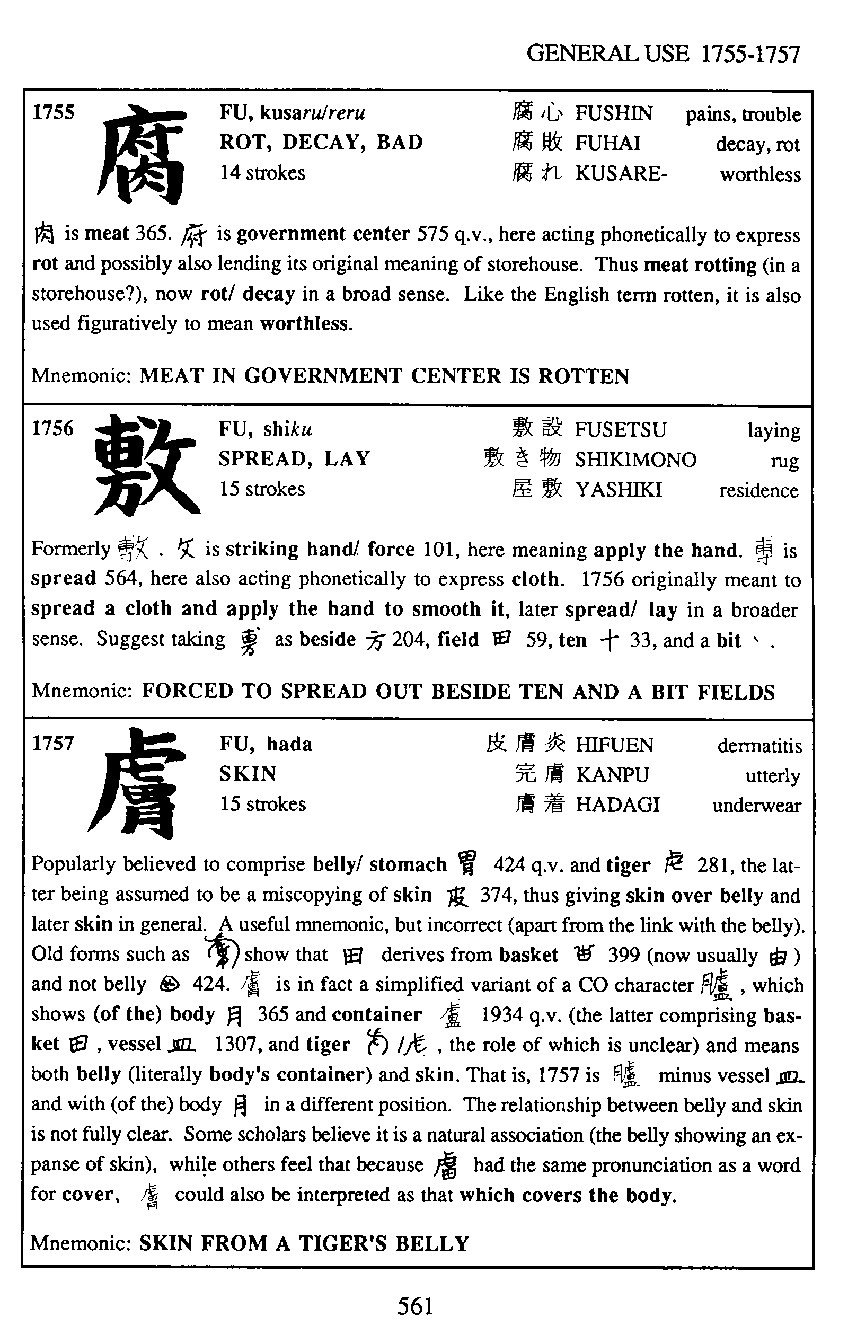 GENERAL USE 1755-1757
1755 腐 FU, kusaru/reru 腐心 FUSHIN pains, trouble
ROT, DECAY, BAD 腐敗 FUHAI decay, rot
14 strokes 腐れ KUSARE- worthless
肉 is meat 365. 府 is government center 575 q.v., here acting phonetically to express
rot and possibly also lending its original meaning of storehouse. Thus meat rotting (in a
storehouse?), now rot/ decay in a broad sense. Like the English term rotten, it is also
used figuratively to mean worthless.
Mnemonic: MEAT IN GOVERNMENT CENTER IS ROTTEN
1756 敷 FU, shiku 敷設 FUSETSU laying
SPREAD, LAY 敷き物 SHIKIMONO rug
15 strokes 屋敷 YASHIKI residence
Formerly . 攵 is striking hand/ force 101, here meaning apply the hand. 専 is
spread 564, here also acting phonetically to express cloth. 1756 originally meant to
spread a cloth and apply the hand to smooth it, later spread/ lay in a broader
sense. Suggest taking as beside 方 204, field 田 59, ten 十 33, and a bit 丶 .
Mnemonic: FORCED TO SPREAD OUT BESIDE TEN AND A BIT FIELDS
1757 膚 FU, hada 皮膚炎 HIFUEN dermatitis
SKIN 完膚 KANPU utterly
15 strokes 膚着 HADAGI underwear
Popularly believed to comprise belly/ stomach 胃 424 q.v. and tiger 虍 281, the lat-
ter being assumed to be a miscopying of skin 皮 374, thus giving skin over belly and
later skin in general. A useful mnemonic, but incorrect (apart from the link with the belly).
Old forms such as show that 田 derives from basket 399 (now usually 由 )
and not belly 424. 膚 is in fact a simplified variant of a CO character 臚 , which
shows (of the) body 月 365 and container 盧 1934 q.v. (the latter comprising bas-
ket 田 , vessel 皿 1307, and tiger / 虍 , the role of which is unclear) and means
both belly (literally body's container) and skin. That is, 1757 is 臚 minus vessel 皿
and with (of the) body 月 in a different position. The relationship between belly and skin
is not fully clear. Some scholars believe it is a natural association (the belly showing an ex-
panse of skin), while others feel that because had the same pronunciation as a word
for cover, 膚 could also be interpreted as that which covers the body.
Mnemonic: SKIN FROM A TIGER'S BELLY
561